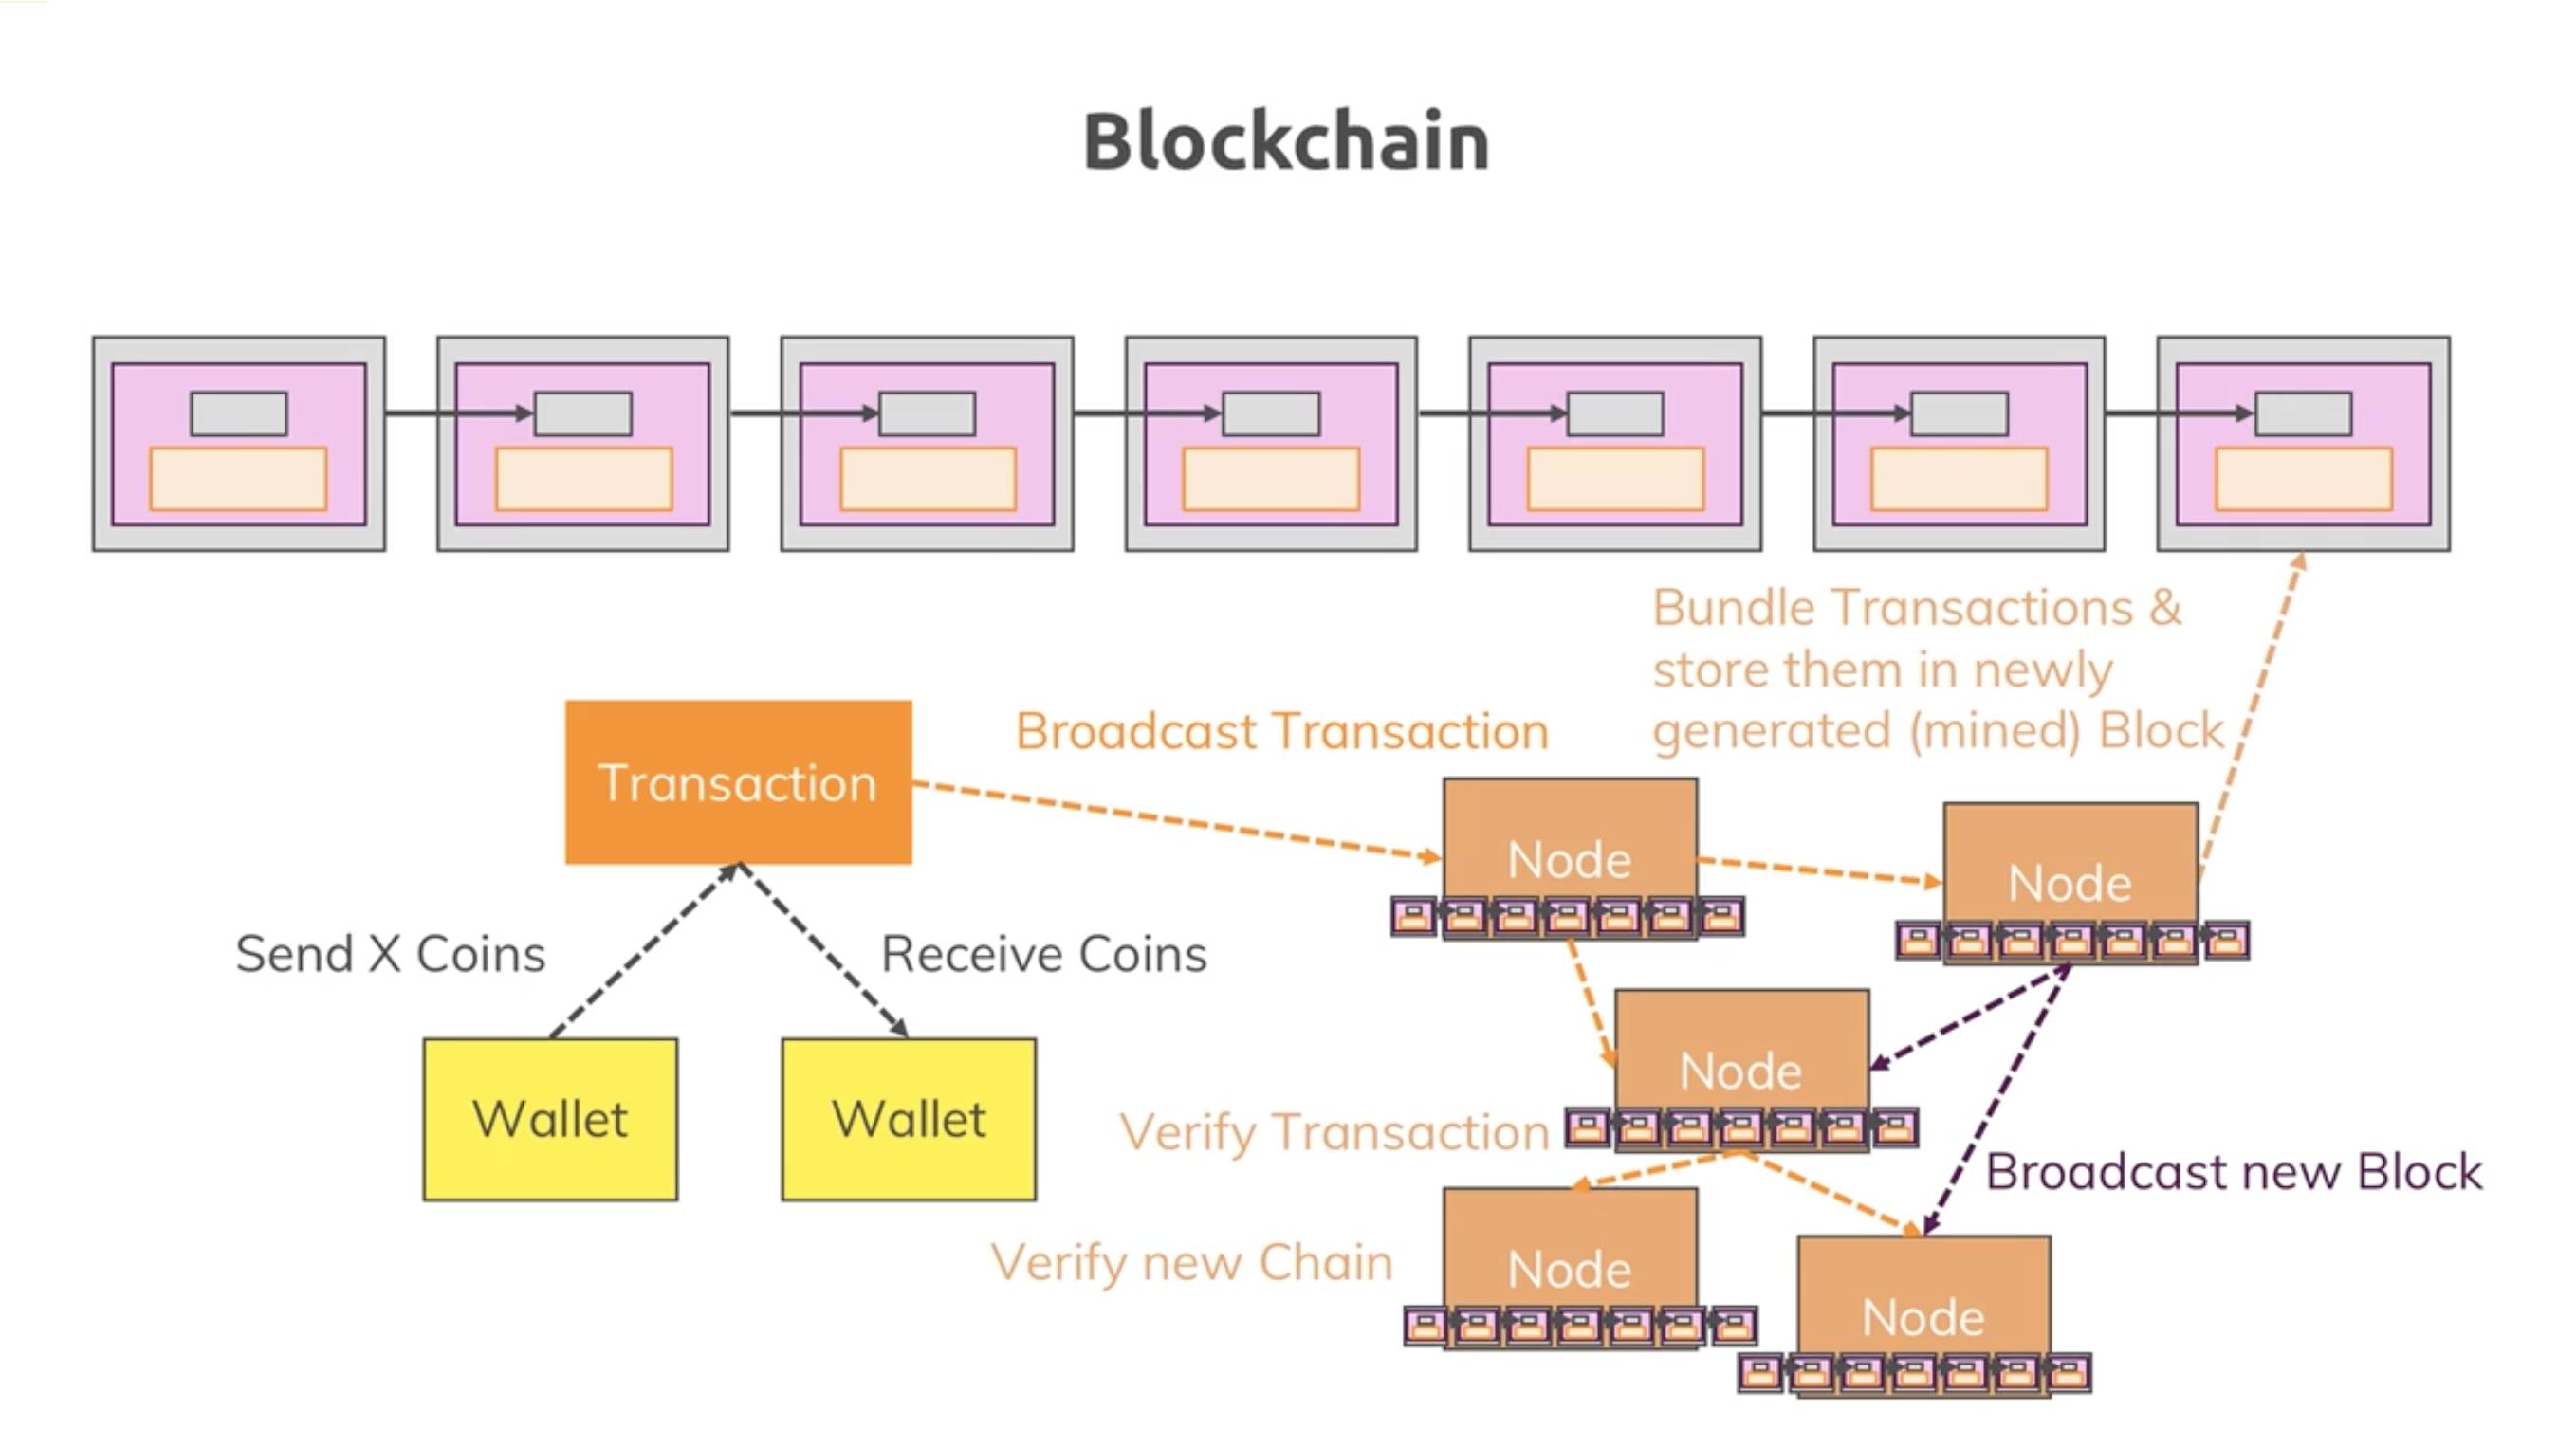 Blockchain
Bundle Transactions &
store them in newly
generated (mined) Block
Broadcast Transaction
Transaction
Node
Node
Send X Coins
Receive Coins
Node
Wallet
Wallet
Verify Transaction
Broadcast new Block
Verify new Chain
Node
Node